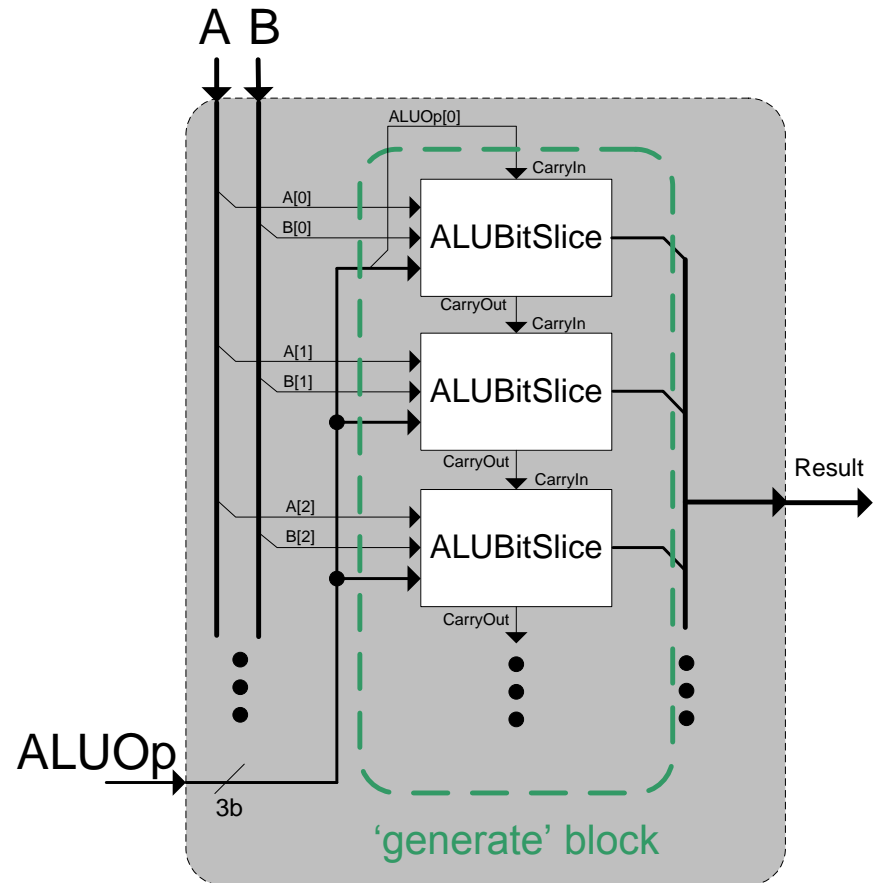 A B
ALUOp[0]
CarryIn
A[0]
B[0]
ALUBitSlice
CarryOut
CarryIn
A[1]
B[1]
ALUBitSlice
CarryOut
CarryIn
A[2]
B[2]
ALUBitSlice
CarryOut
Result
ALUOp
3b
‘generate’ block